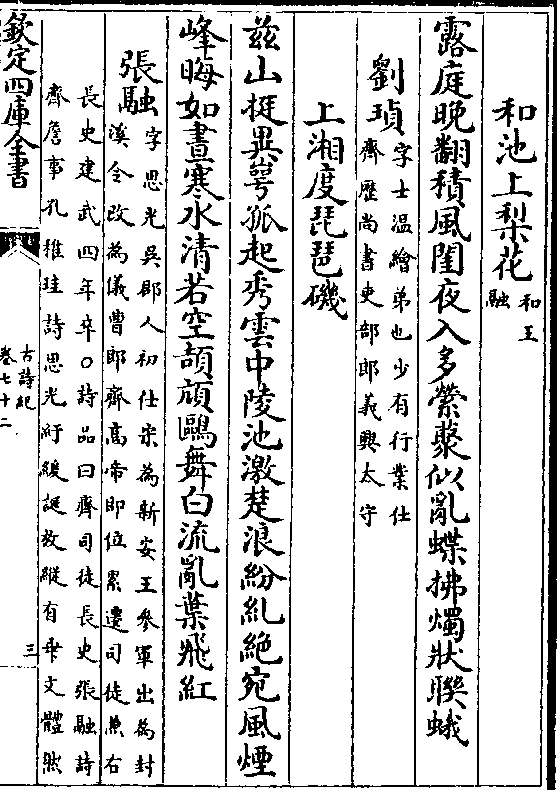 和池上梨花和王融
露庭晚翻積風閨夜入多縈藂似亂蝶拂燭狀聯蛾
劉瑱字士温繪弟也少有行業仕齊歴尚書吏部郎義興太守
上湘度琵琶磯
兹山挺異萼孤起秀雲中陵池激楚浪紛糺絶宛風煙
峰晦如晝寒水清若空頡頏鷗舞白流亂葉飛紅
張融字思光吳郡人初仕宋為新安王參軍出為封
溪令改為儀曹郎齊高帝即位累遷司徒兼右
長史建武四年卒○詩品曰齊司徒長史張融詩
齊詹事孔稚珪詩思光紆緩誕放縱有乖文體然
欽定四庫全書
古詩紀
卷七十二
三